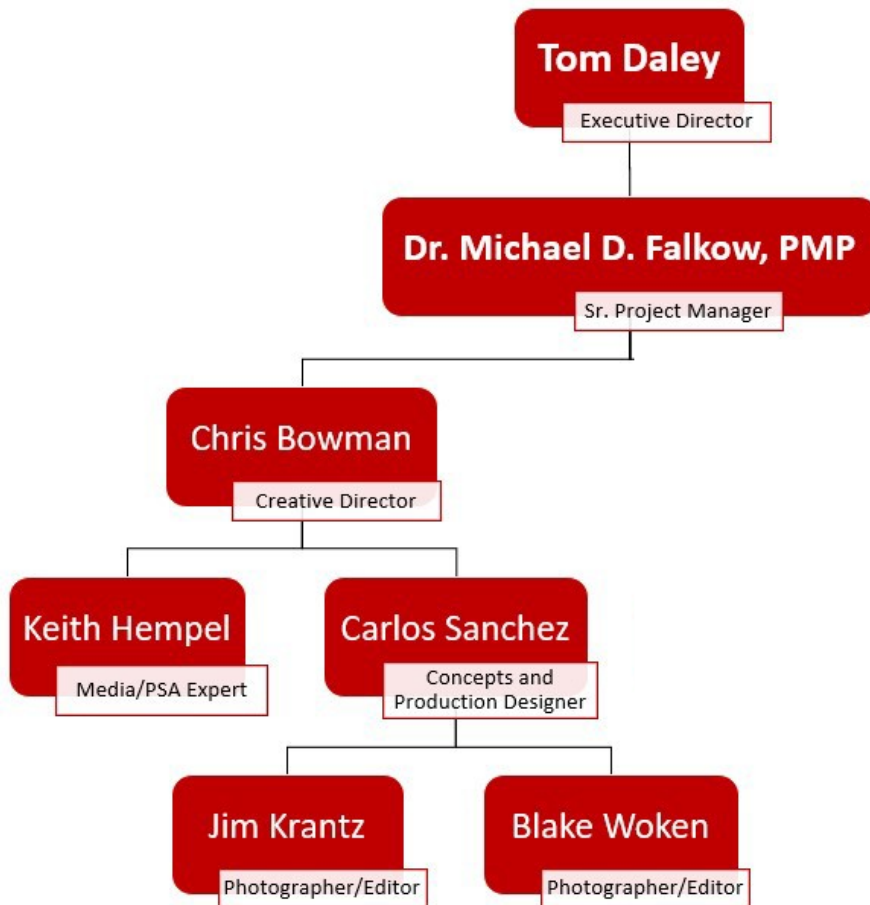 Tom Daley
Executive Director
Dr. Michael D. Falkow, PMP
Sr. Project Manager
Chris Bowman
Creative Director
Keith Hempel
Media/PSA Expert
Carlos Sanchez
Concepts and
Production Designer
Jim Krantz
Photographer/Editor
Blake Woken
Photographer/Editor